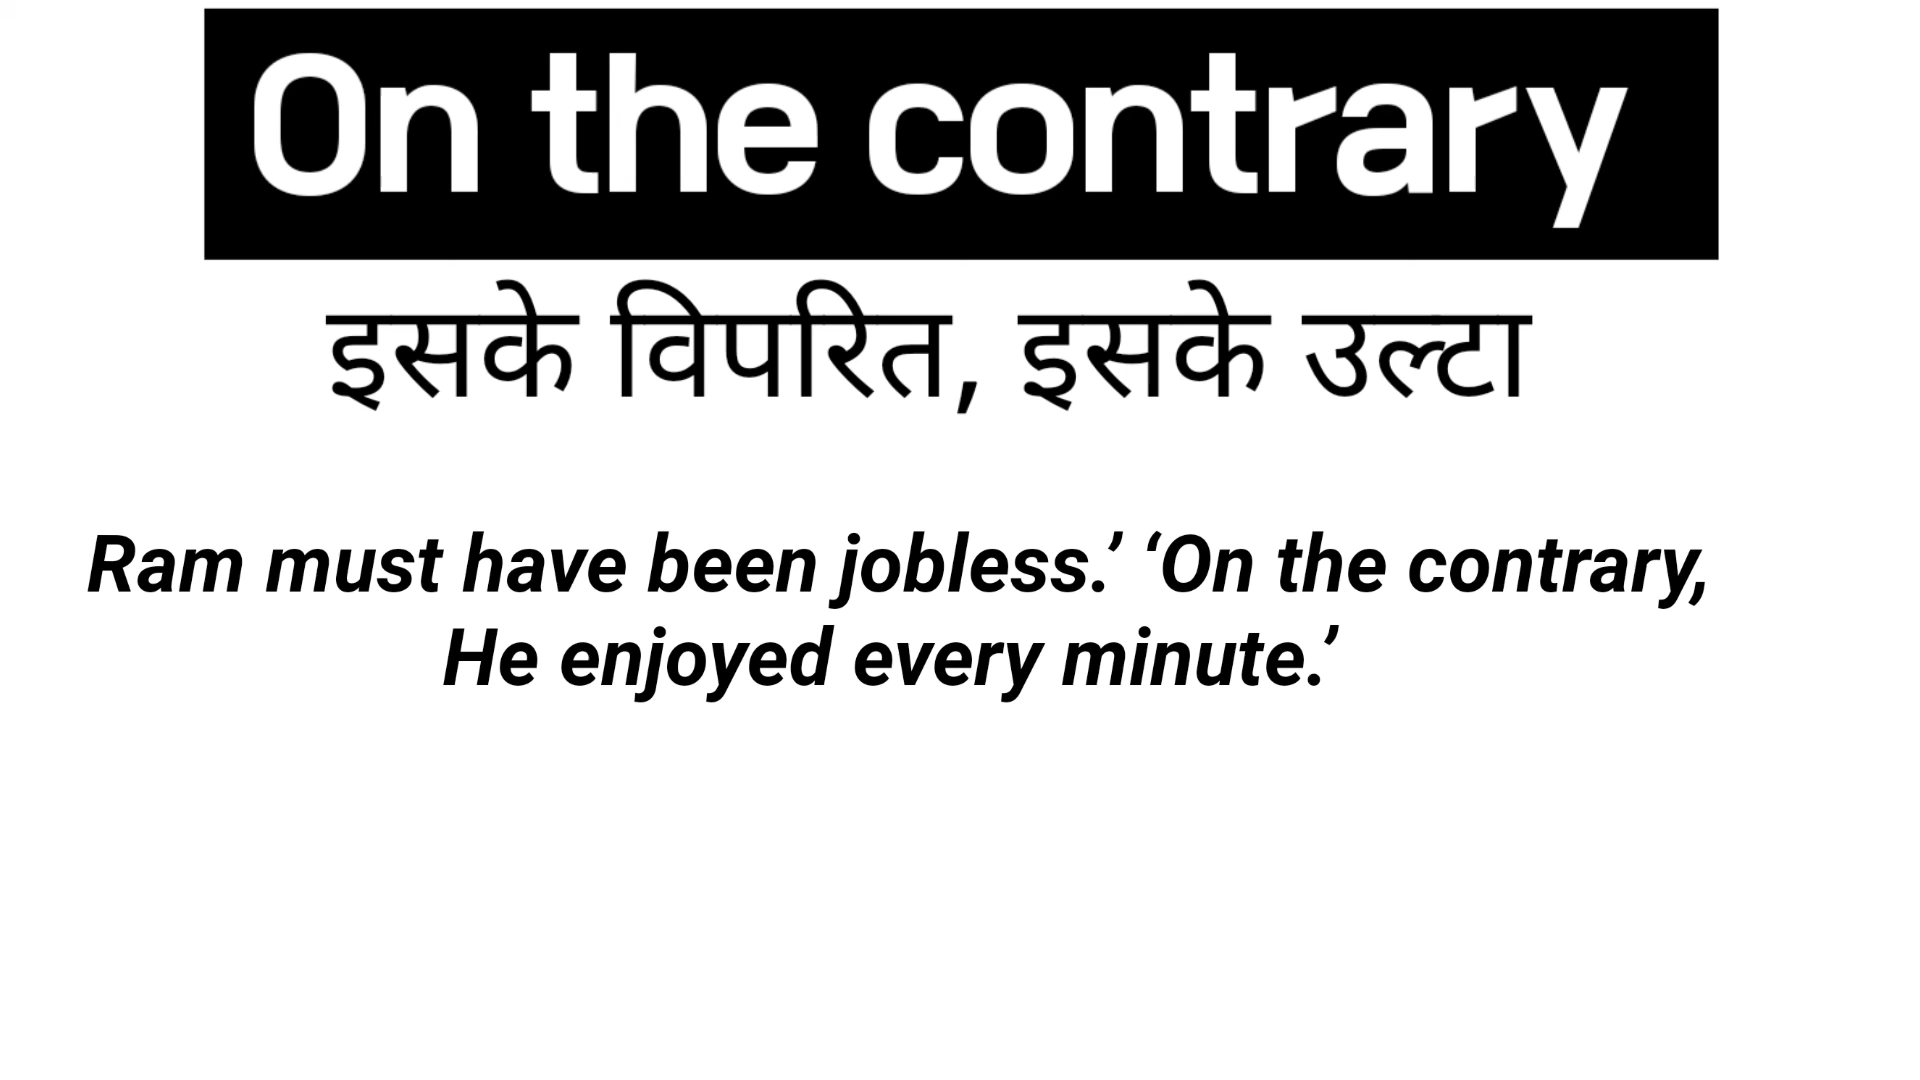 On the contrary
इसके विपरित, इसके उल्टा
Ram must have been jobless.’ ‘On the contrary,
He enjoyed every minute.’